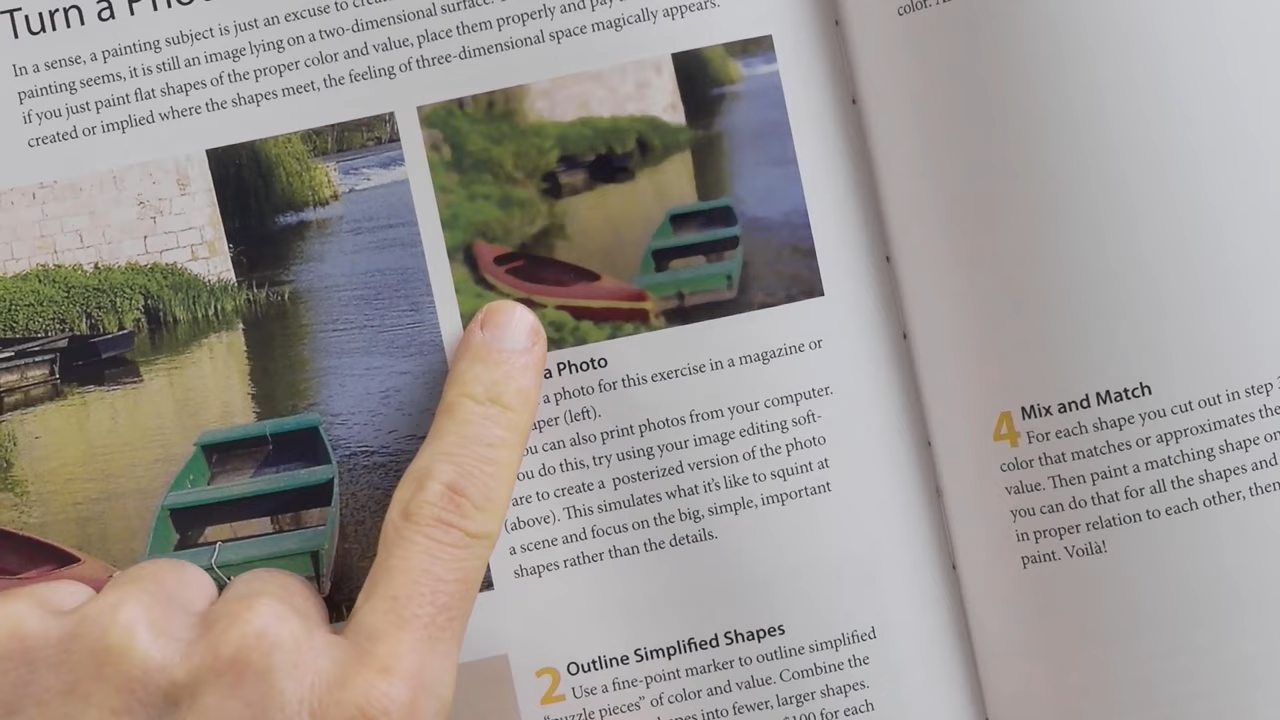 Turn a Pho
In a sense, a painting subject is just an excuse to
painting seems, it is still an image lying on a two-dimensional surface.
if you just paint flat shapes of the proper color and value, place them properly and pay
created or implied where the shapes meet, the feeling of three-dimensional space magically appears.
a Photo
a photo for this exercise in a magazine or
(left).
can also print photos from your computer.
do this, try using your image editing soft-
are to create a posterized version of the photo
(above). This simulates what it's like to squint at
a scene and focus on the big, simple, important
shapes rather than the details.
2 Outline Simplified Shapes
Use a fine-point marker to outline simplified
"puzzle pieces" of color and value. Combine the
into fewer, larger shapes.
for each
color.
4 Mix and Match
For each shape you cut out in step
color that matches or approximates the
value. Then paint a matching shape on
you can do that for all the shapes and
in proper relation to each other, then
paint. Voilà!